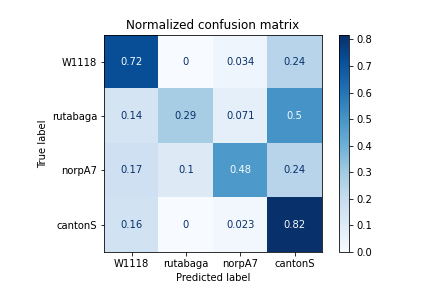 Normalized confusion matrix
True label
W1118 0.72 0 0.034 0.24
rutabaga 0.14 0.29 0.071 0.5
norpA7 0.17 0.1 0.48 0.24
cantonS 0.16 0 0.023 0.82
W1118 rutabaga norpA7 cantonS
Predicted label
0.8
0.7
0.6
0.5
0.4
0.3
0.2
0.1
0.0